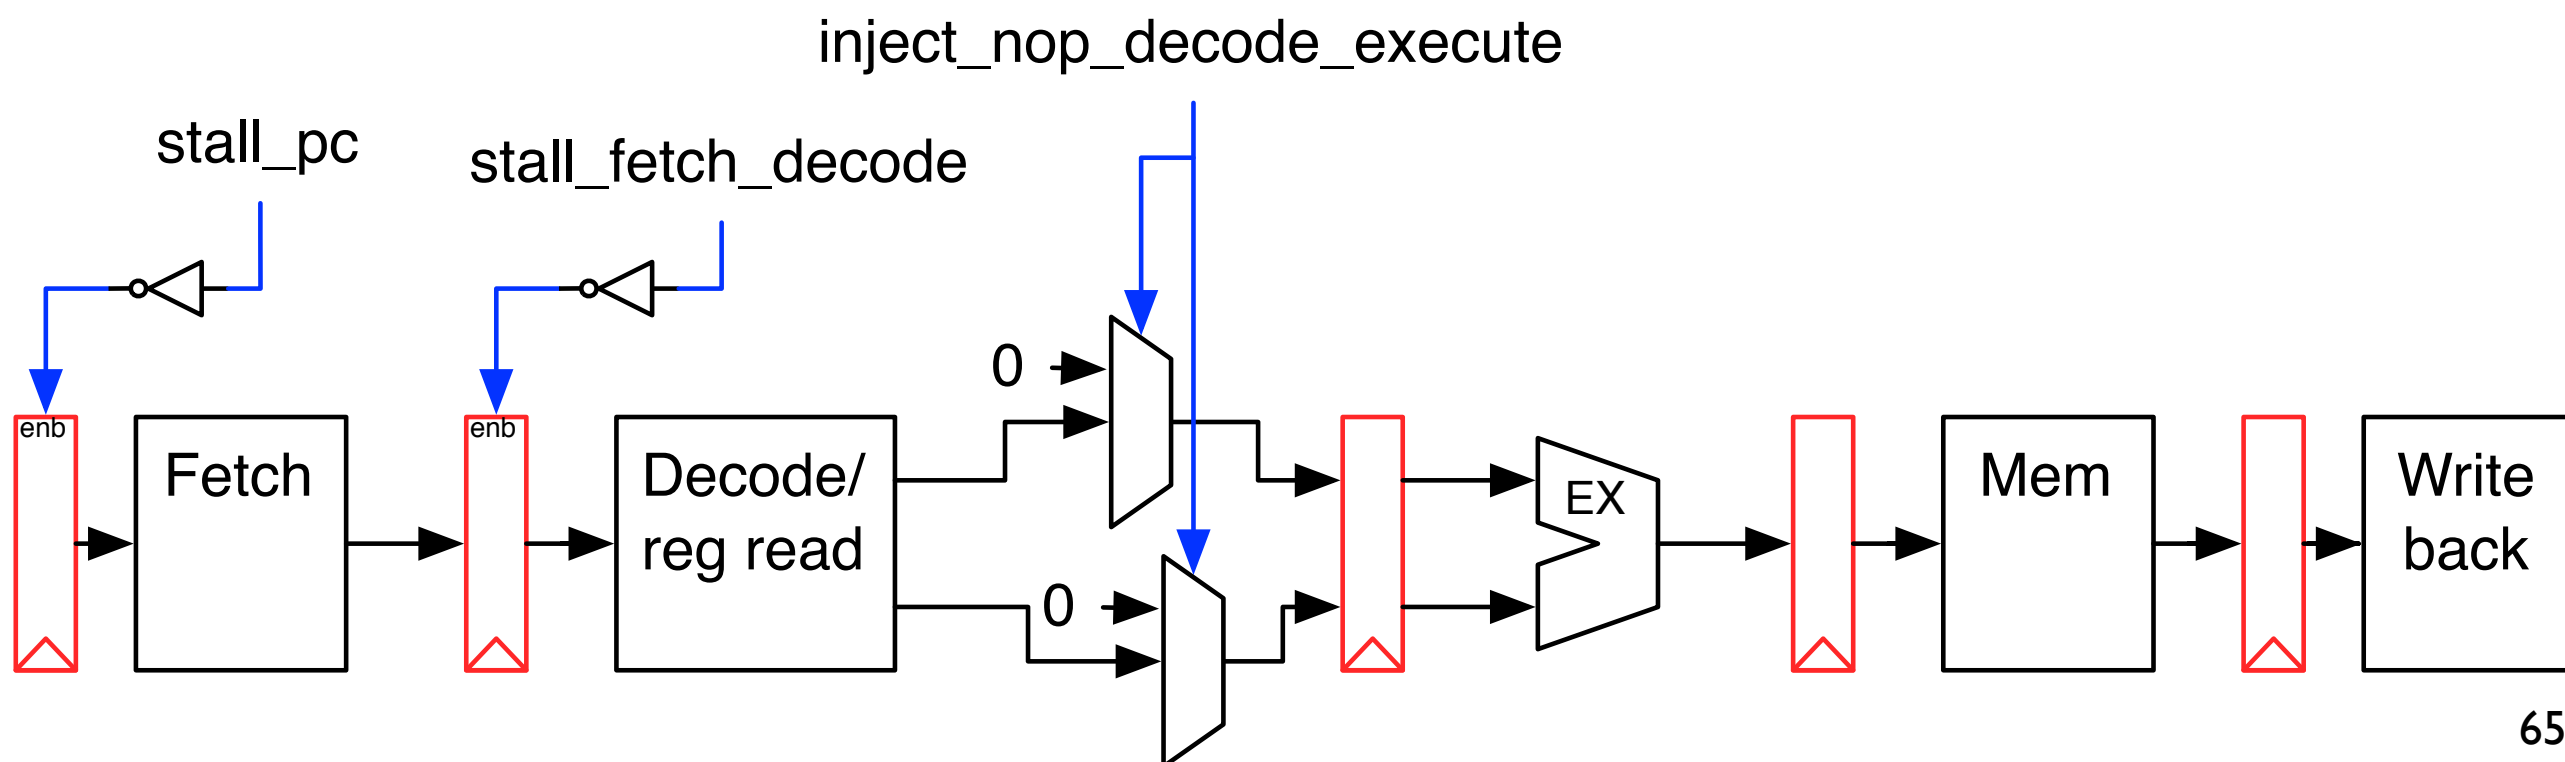 inject_nop_decode_execute
stall_pc
stall_fetch_decode
0
enb
enb
Fetch
Decode/
reg read
EX
Mem
Write
back
0
65